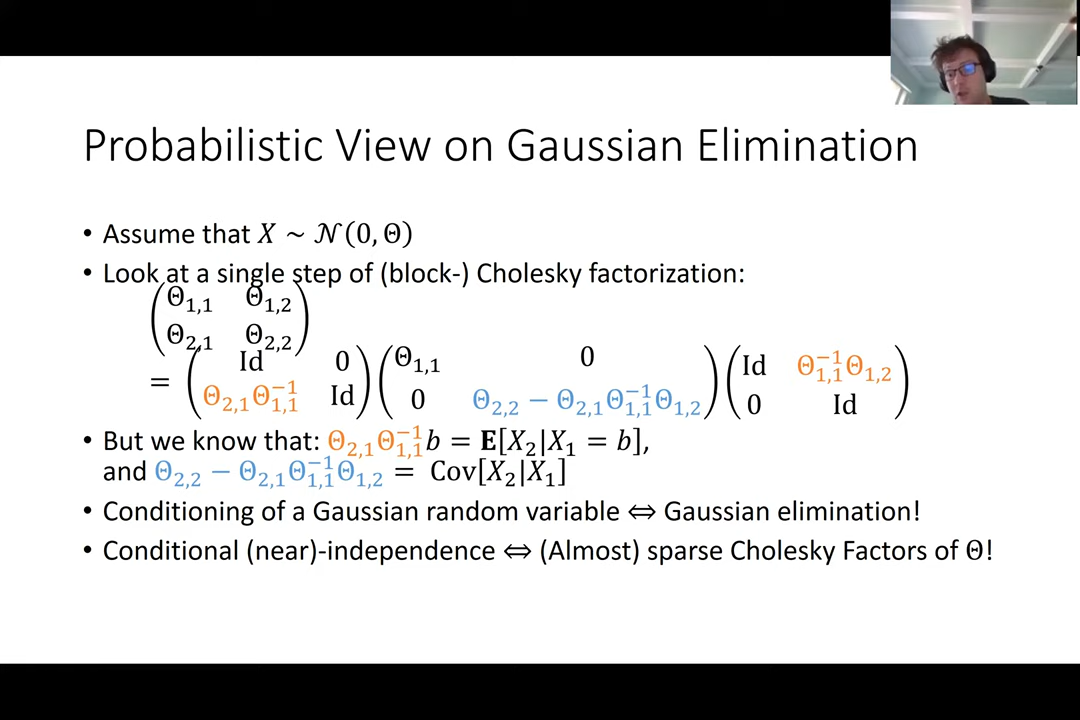 Probabilistic View on Gaussian Elimination
• Assume that X ∼ 𝒩(0, Θ)
• Look at a single step of (block-) Cholesky factorization:
(Θ₁,₁ Θ₁,₂
Θ₂,₁ Θ₂,₂)
= (Id 0
Θ₂,₁Θ₁,₁⁻¹ Id) (Θ₁,₁ 0
0 Θ₂,₂ − Θ₂,₁Θ₁,₁⁻¹Θ₁,₂) (Id Θ₁,₁⁻¹Θ₁,₂
0 Id)
• But we know that: Θ₂,₁Θ₁,₁⁻¹b = E[X₂|X₁ = b],
and Θ₂,₂ − Θ₂,₁Θ₁,₁⁻¹Θ₁,₂ = Cov[X₂|X₁]
• Conditioning of a Gaussian random variable ⇔ Gaussian elimination!
• Conditional (near)-independence ⇔ (Almost) sparse Cholesky Factors of Θ!